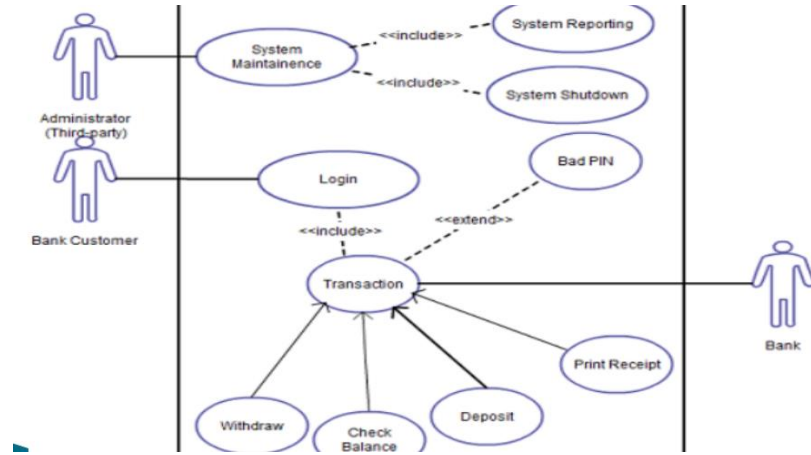 System Reporting
<<include>>
System
Maintainence
<<include>>
System Shutdown
Administrator
(Third-party)
Bad PIN
Login
<<extend>>
<<include>>
Bank Customer
Transaction
Bank
Print Receipt
Withdraw
Check
Balance
Deposit